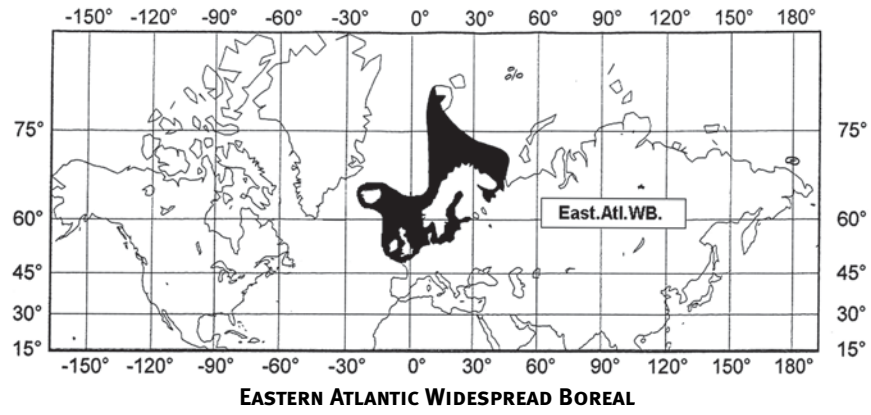 -150° -120° -90° -60° -30° 0° 30° 60° 90° 120° 150° 180°
75° 75°
60° East.Atl.WB. 60°
45° 45°
30° 30°
15° 15°
-150° -120° -90° -60° -30° 0° 30° 60° 90° 120° 150° 180°
EASTERN ATLANTIC WIDESPREAD BOREAL